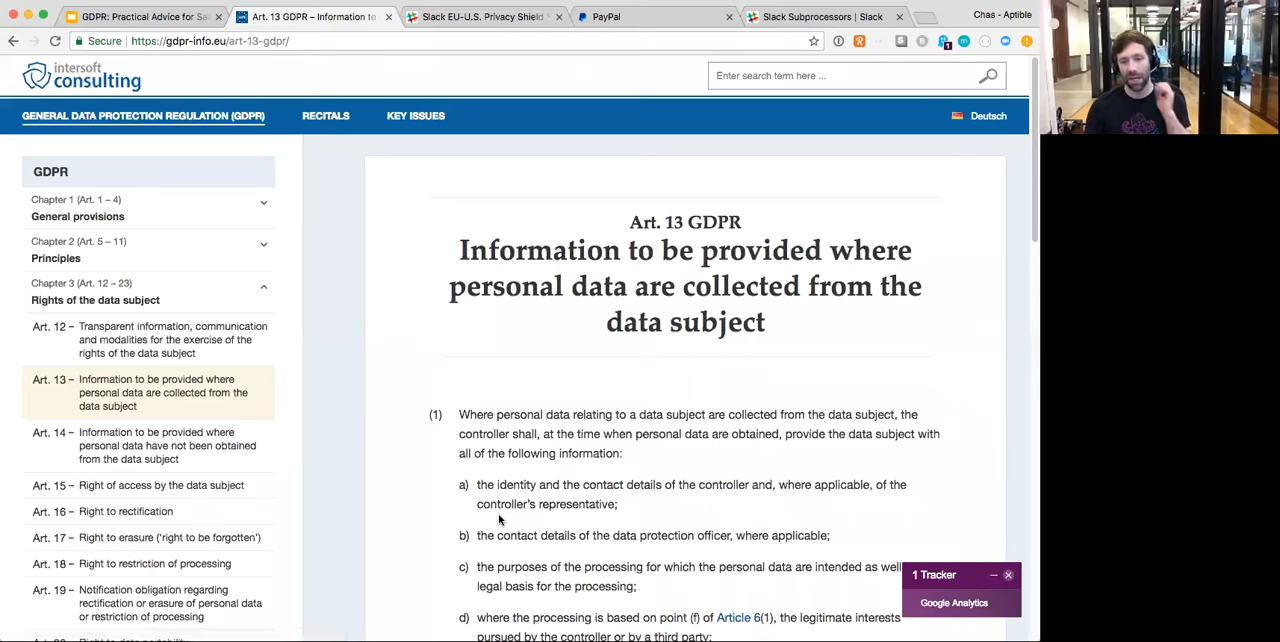 GDPR: Practical Advice for Sa
Art. 13 GDPR – Information to
Slack EU-U.S. Privacy Shield
PayPal
Slack Subprocessors | Slack
Chas - Aptible
Secure
https://gdpr-info.eu/art-13-gdpr/
intersoft
consulting
Enter search term here ...
GENERAL DATA PROTECTION REGULATION (GDPR)
RECITALS
KEY ISSUES
Deutsch
GDPR
Chapter 1 (Art. 1 – 4)
General provisions
Chapter 2 (Art. 5 – 11)
Principles
Chapter 3 (Art. 12 – 23)
Rights of the data subject
Art. 12 – Transparent information, communication
and modalities for the exercise of the
rights of the data subject
Art. 13 – Information to be provided where
personal data are collected from the
data subject
Art. 14 – Information to be provided where
personal data have not been obtained
from the data subject
Art. 15 – Right of access by the data subject
Art. 16 – Right to rectification
Art. 17 – Right to erasure (‘right to be forgotten’)
Art. 18 – Right to restriction of processing
Art. 19 – Notification obligation regarding
rectification or erasure of personal data
or restriction of processing
Art. 13 GDPR
Information to be provided where
personal data are collected from the
data subject
(1) Where personal data relating to a data subject are collected from the data subject, the
controller shall, at the time when personal data are obtained, provide the data subject with
all of the following information:
a) the identity and the contact details of the controller and, where applicable, of the
controller’s representative;
b) the contact details of the data protection officer, where applicable;
c) the purposes of the processing for which the personal data are intended as well
legal basis for the processing;
d) where the processing is based on point (f) of Article 6(1), the legitimate interests
pursued by the controller or by a third party;
1 Tracker
Google Analytics